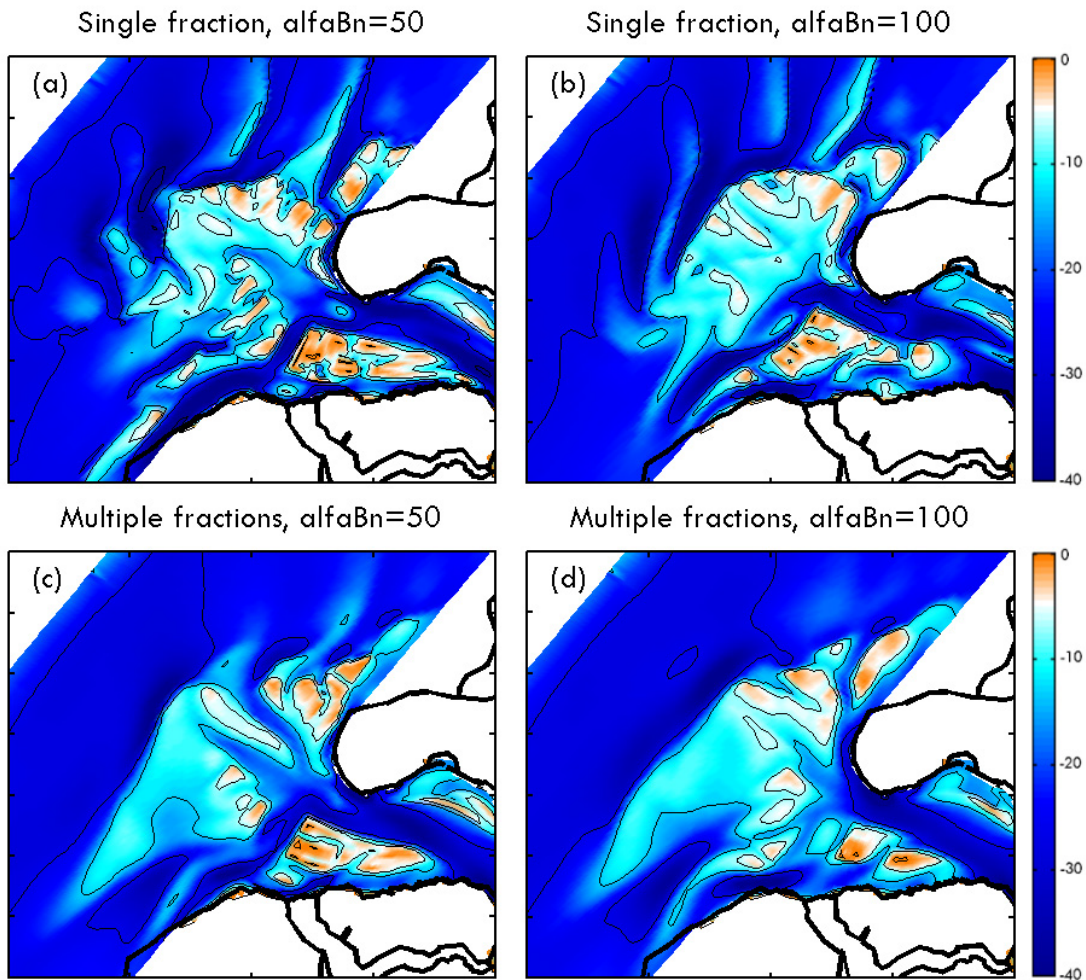 Single fraction, alfaBn=50
Single fraction, alfaBn=100
(a)
(b)
0
-10
-20
-30
-40
Multiple fractions, alfaBn=50
Multiple fractions, alfaBn=100
(c)
(d)
0
-10
-20
-30
-40